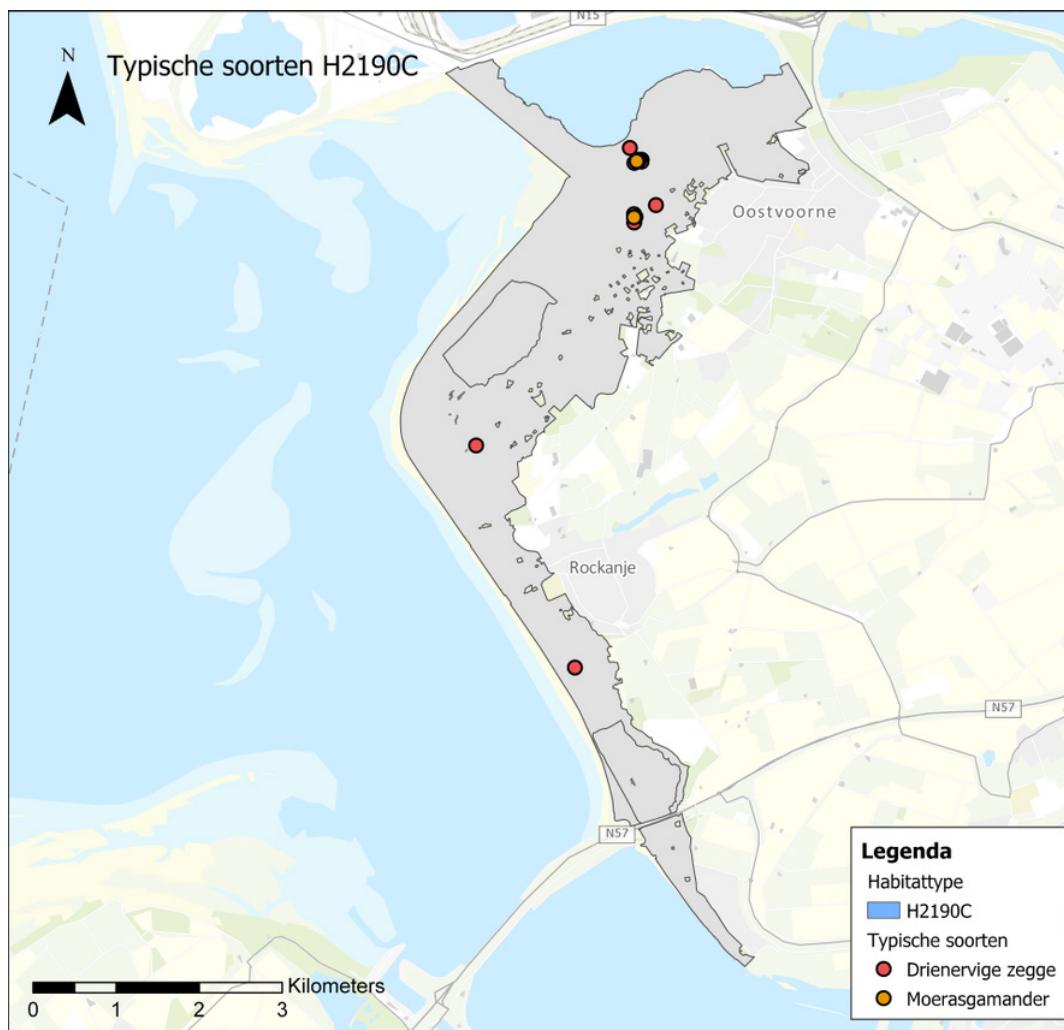 N15
N
Typische soorten H2190C
Oostvoorne
Rockanje
N57
N57
Legenda
Habitattype
H2190C
Typische soorten
Drienervige zegge
Moerasgamander
Kilometers
0 1 2 3